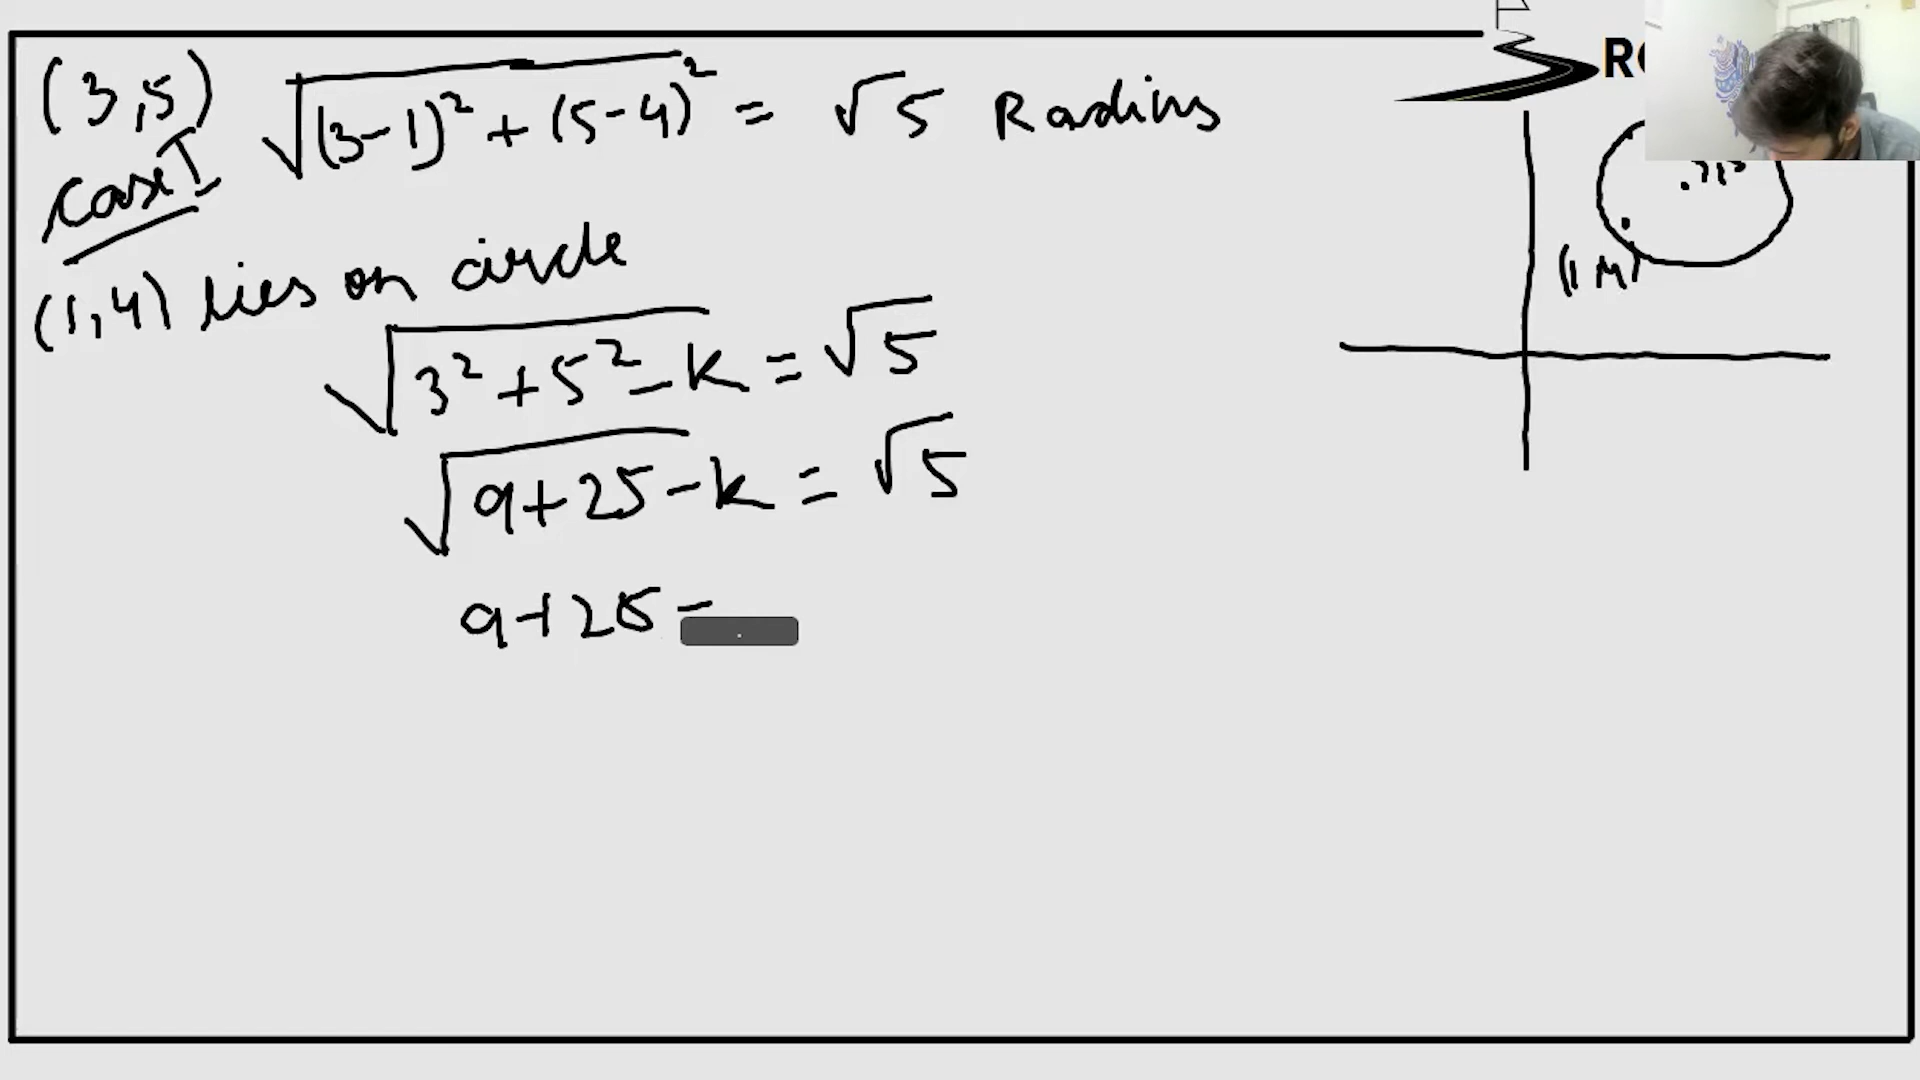 (3,5) √(3-1)² + (5-4)² = √5 Radius
Case I
(1,4) lies on circle
√3² + 5² - k = √5
√9+25-k = √5
9+25-
(1,4)